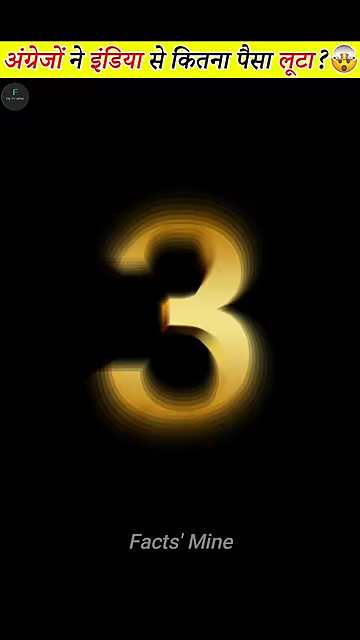 अंग्रेजों ने इंडिया से कितना पैसा लूटा?
3
Facts' Mine